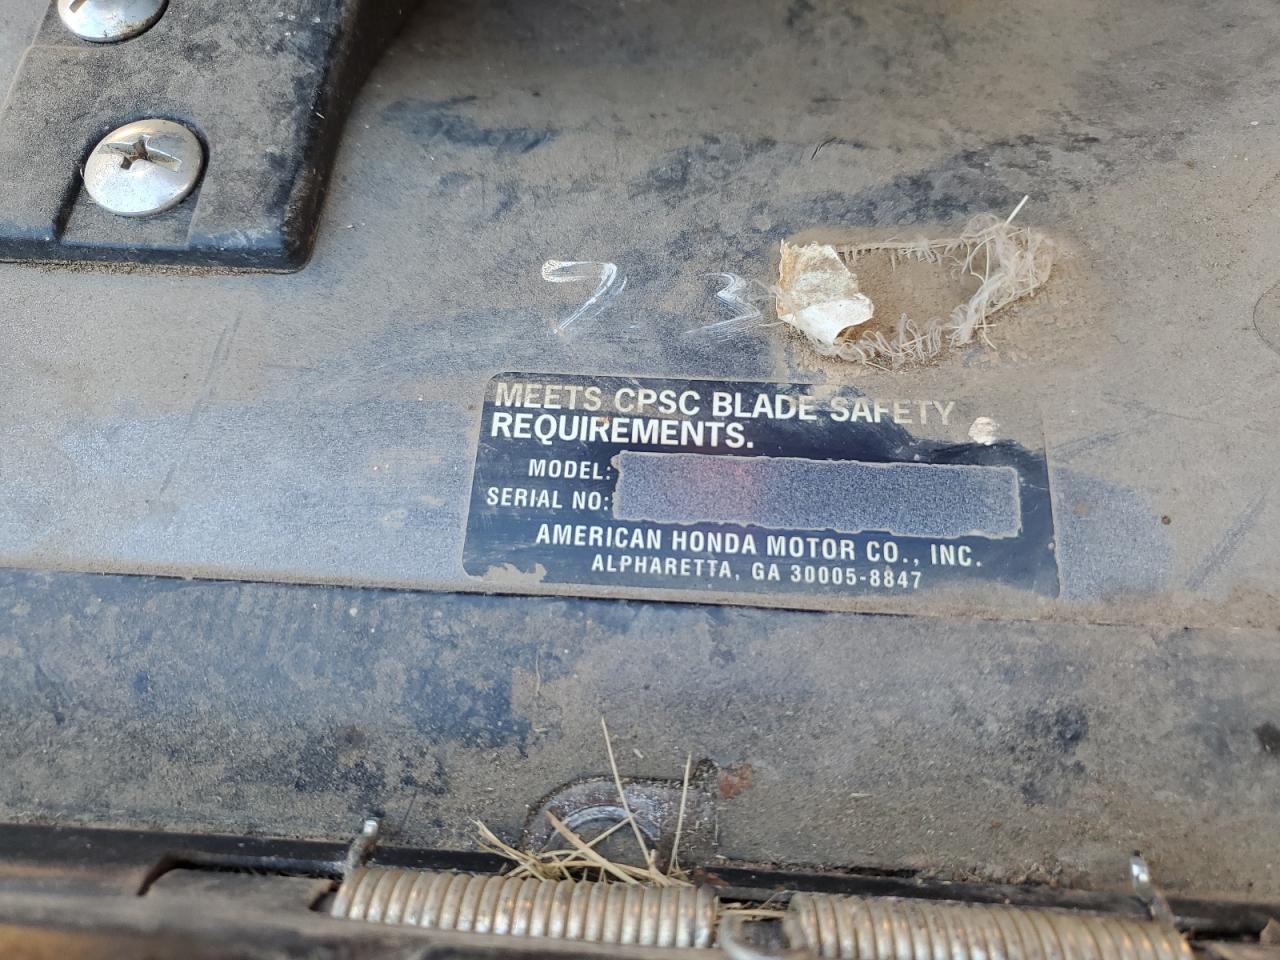 7 3
MEETS CPSC BLADE SAFETY
REQUIREMENTS.
MODEL:
SERIAL NO:
AMERICAN HONDA MOTOR CO., INC.
ALPHARETTA, GA 30005-8847